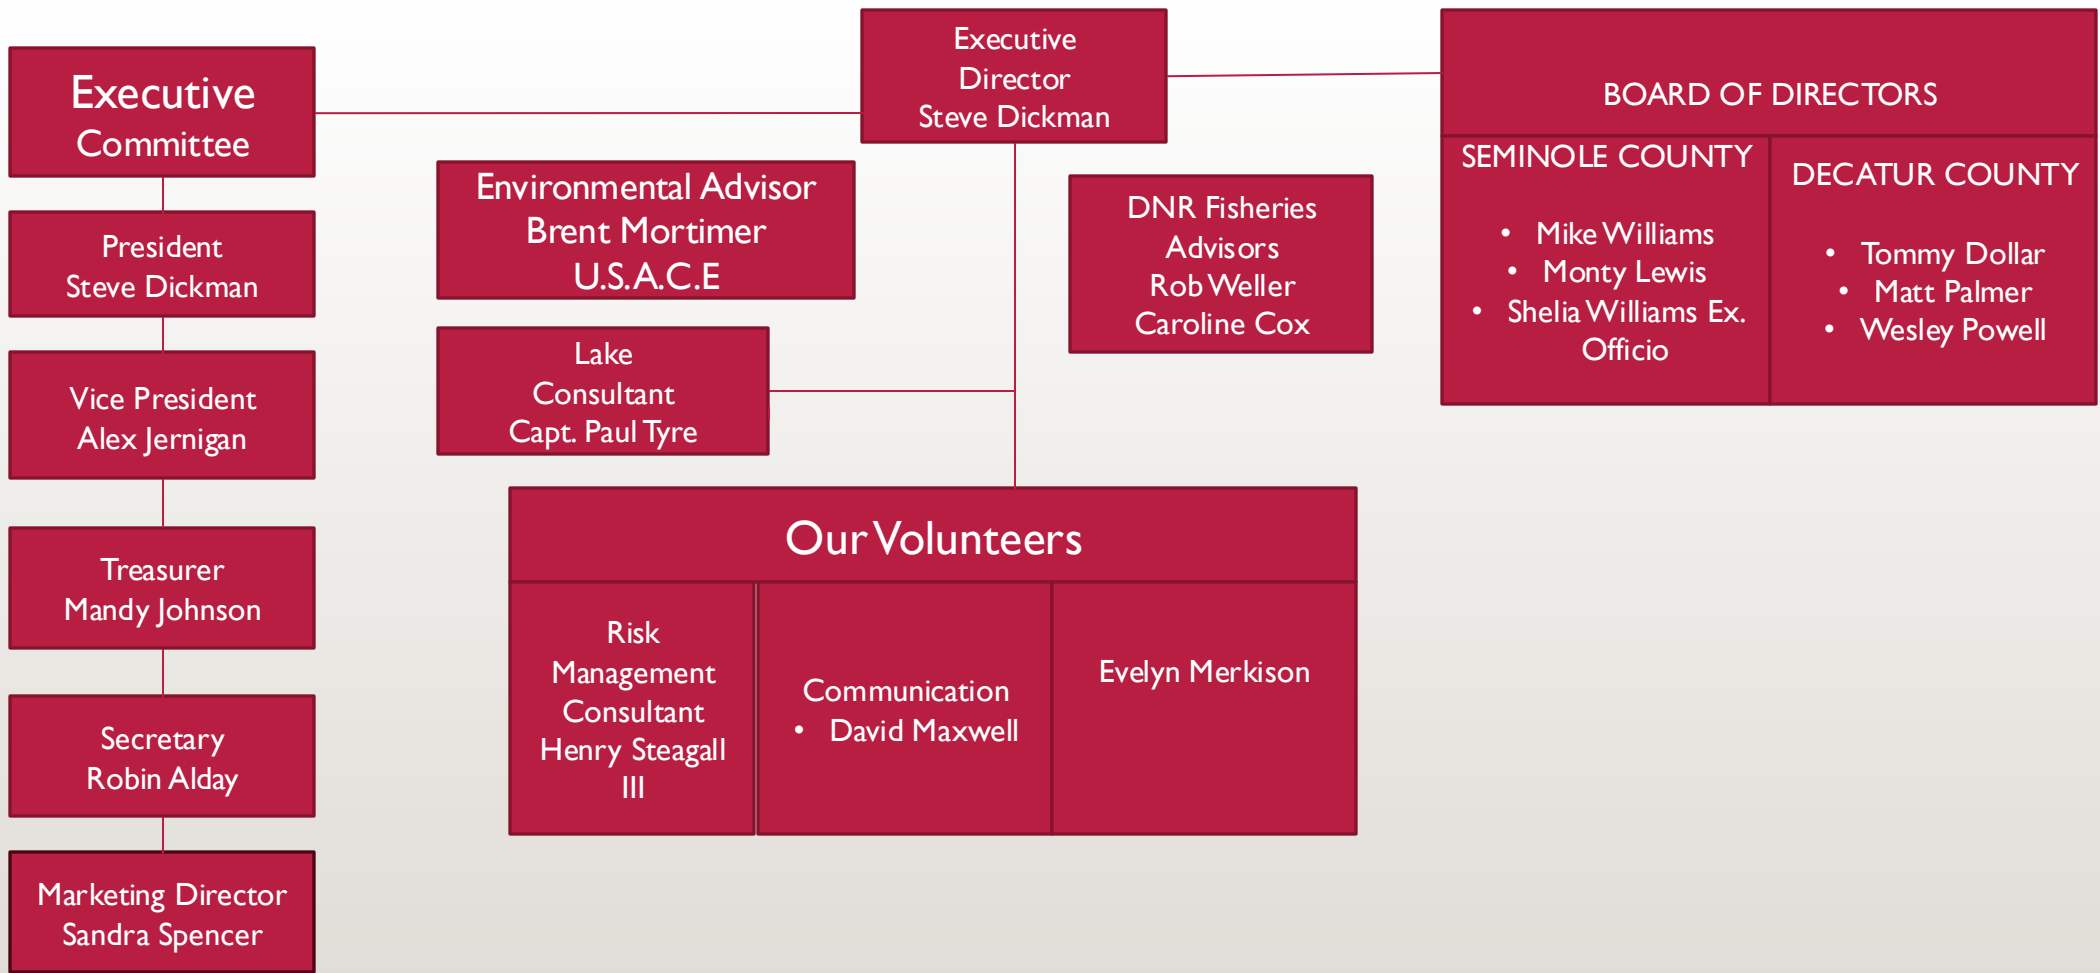 Executive
Committee
President
Steve Dickman
Vice President
Alex Jernigan
Treasurer
Mandy Johnson
Secretary
Robin Alday
Marketing Director
Sandra Spencer
Executive
Director
Steve Dickman
Environmental Advisor
Brent Mortimer
U.S.A.C.E
Lake
Consultant
Capt. Paul Tyre
DNR Fisheries
Advisors
Rob Weller
Caroline Cox
BOARD OF DIRECTORS
SEMINOLE COUNTY
• Mike Williams
• Monty Lewis
• Shelia Williams Ex.
Officio
DECATUR COUNTY
• Tommy Dollar
• Matt Palmer
• Wesley Powell
Our Volunteers
Risk
Management
Consultant
Henry Steagall
III
Communication
• David Maxwell
Evelyn Merkison